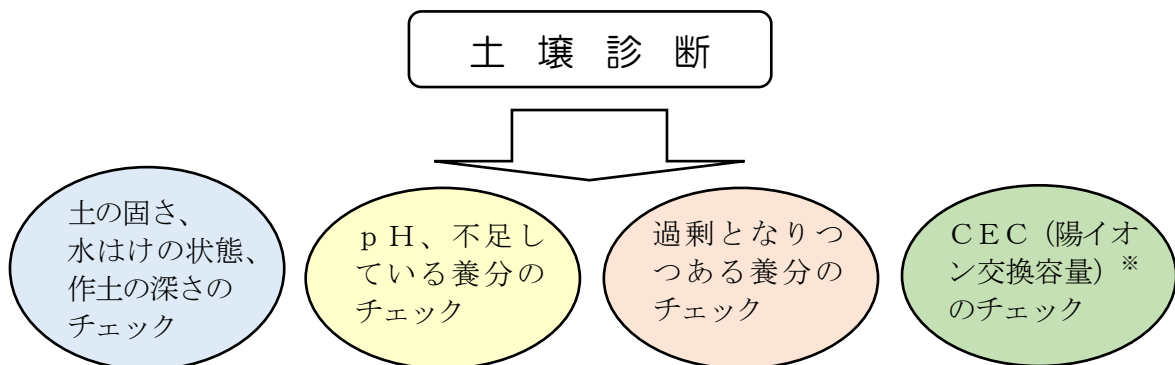 土 壌 診 断
土の固さ、
水はけの状態、
作土の深さの
チェック
ｐＨ、不足し
ている養分の
チェック
過剰となりつ
つある養分の
チェック
ＣＥＣ（陽イオ
ン交換容量）※
のチェック